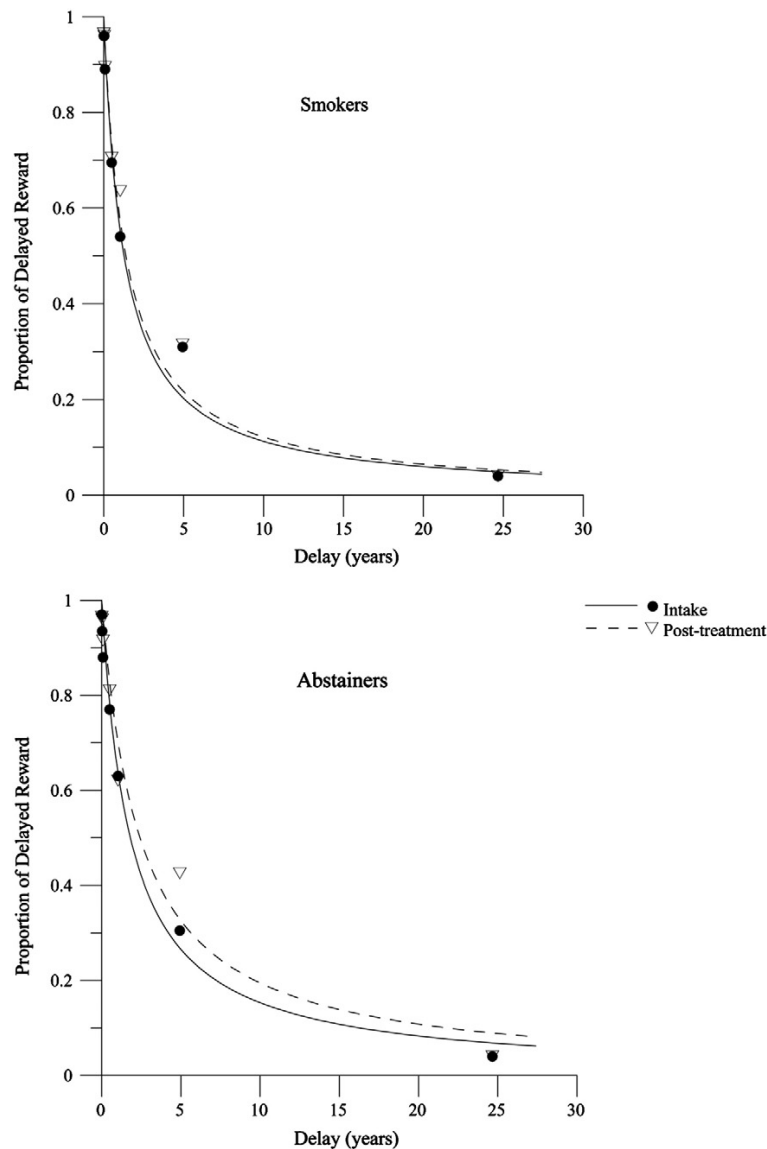 1
0.8
0.6
0.4
0.2
0
Proportion of Delayed Reward
Smokers
0 5 10 15 20 25 30
Delay (years)
Intake
Post-treatment
1
0.8
0.6
0.4
0.2
0
Proportion of Delayed Reward
Abstainers
0 5 10 15 20 25 30
Delay (years)